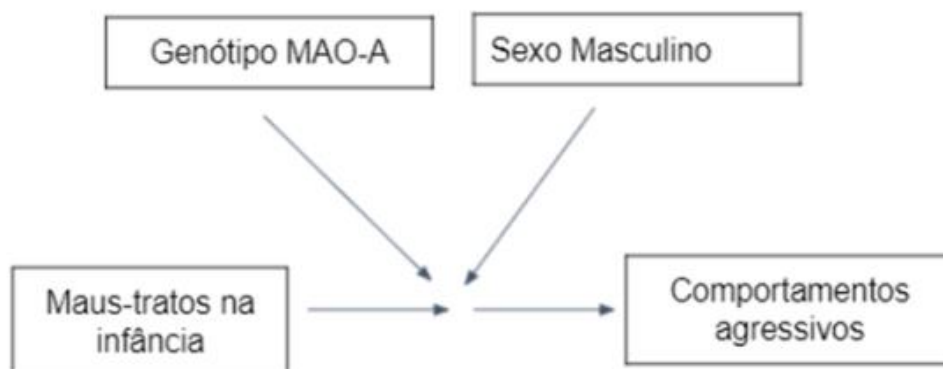 Genótipo MAO-A
Sexo Masculino
Maus-tratos na
infância
Comportamentos
agressivos